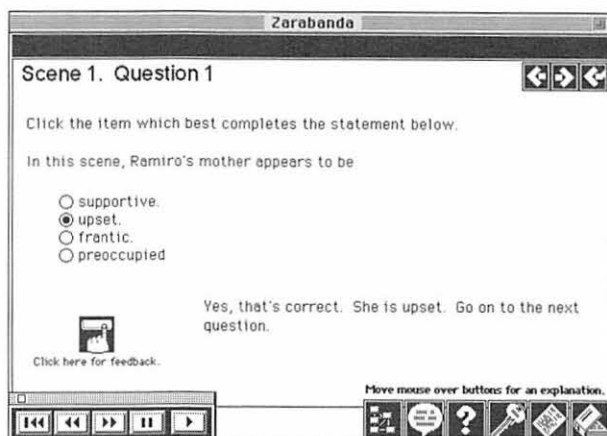 Zarabanda
Scene 1. Question 1
Click the item which best completes the statement below.
In this scene, Ramiro's mother appears to be
supportive.
upset.
frantic.
preoccupied
Yes, that's correct. She is upset. Go on to the next
question.
Click here for feedback.
Move mouse over buttons for an explanation.
?